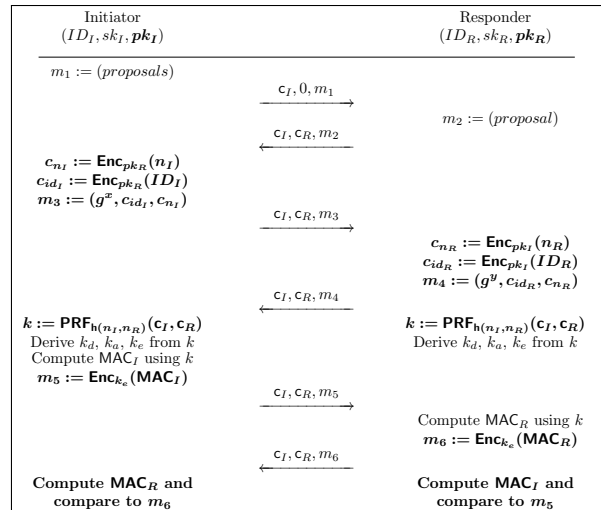 Initiator
Responder
(ID_I, sk_I, pk_I)
(ID_R, sk_R, pk_R)
m_1 := (proposals)
c_I, 0, m_1
m_2 := (proposal)
c_I, c_R, m_2
c_{n_I} := Enc_{pk_R}(n_I)
c_{id_I} := Enc_{pk_R}(ID_I)
m_3 := (g^x, c_{id_I}, c_{n_I})
c_I, c_R, m_3
c_{n_R} := Enc_{pk_I}(n_R)
c_{id_R} := Enc_{pk_I}(ID_R)
m_4 := (g^y, c_{id_R}, c_{n_R})
c_I, c_R, m_4
k := PRF_{h(n_I,n_R)}(c_I, c_R)
k := PRF_{h(n_I,n_R)}(c_I, c_R)
Derive k_d, k_a, k_e from k
Derive k_d, k_a, k_e from k
Compute MAC_I using k
m_5 := Enc_{k_e}(MAC_I)
c_I, c_R, m_5
Compute MAC_R using k
m_6 := Enc_{k_e}(MAC_R)
c_I, c_R, m_6
Compute MAC_R and
compare to m_6
Compute MAC_I and
compare to m_5